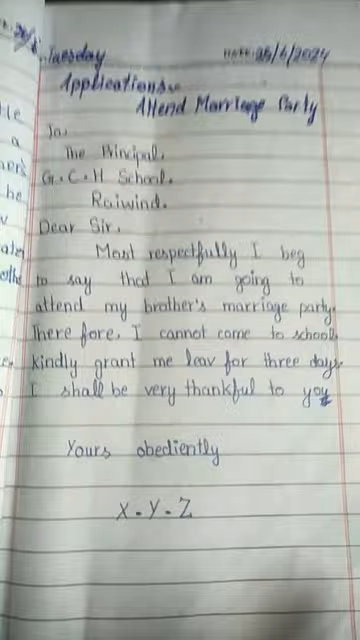 Tuesday Date: 25/6/2024
Applications
Attend Marriage Party
To,
The Principal,
G.C.H School.
Raiwind.
Dear Sir,
Most respectfully I beg
to say that I am going to
attend my brother's marriage party.
There fore, I cannot come to school.
Kindly grant me leav for three days.
I shall be very thankful to you
Yours obediently
X-Y-Z